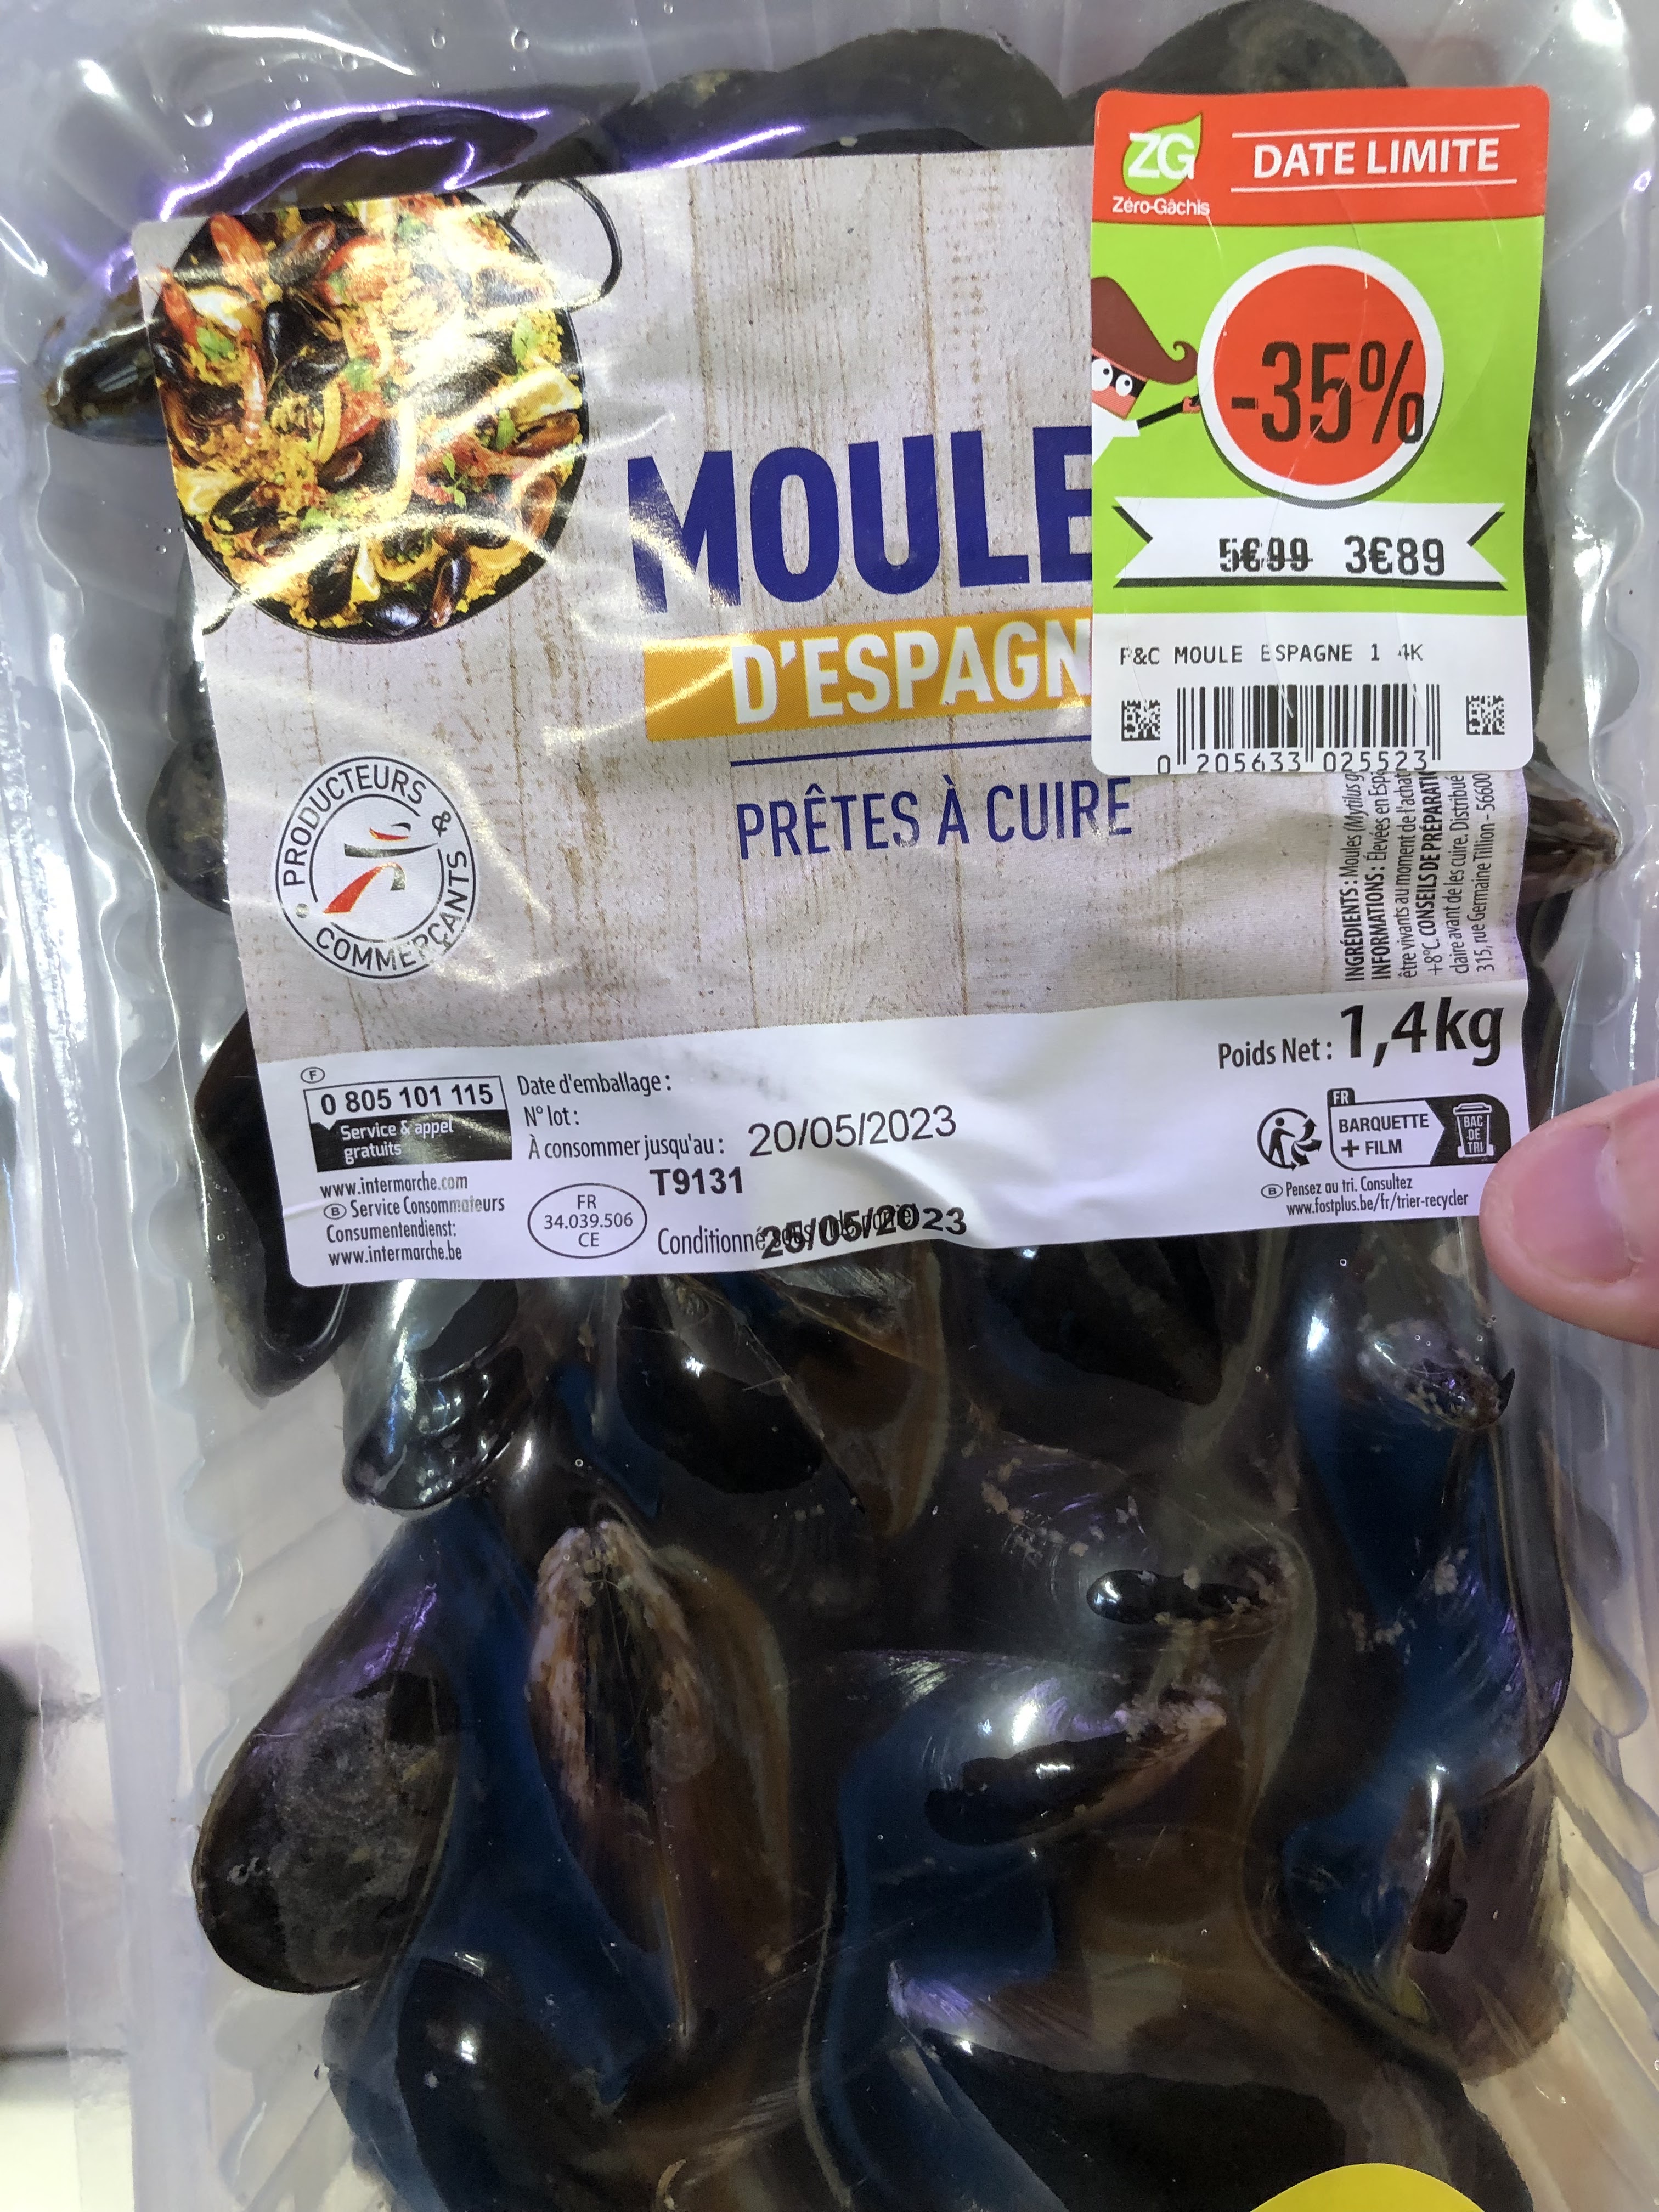 ZG
Zéro-Gâchis
DATE LIMITE
-35%
5€99 3€89
P&C MOULE ESPAGNE 1 4K
0 205633 025523
MOULE
D'ESPAGN
PRÊTES À CUIRE
PRODUCTEURS &
COMMERÇANTS
INGRÉDIENTS : Moules (Mytilus g
INFORMATIONS : Élevées en Esp
être vivants au moment de l'achat
+8°C. CONSEILS DE PRÉPARATI
claire avant de les cuire. Distribué
315, rue Germaine Tillion - 56600
Poids Net : 1,4kg
F
0 805 101 115
Service & appel
gratuits
www.intermarche.com
B Service Consommateurs
Consumentendienst:
www.intermarche.be
Date d'emballage :
N° lot :
À consommer jusqu'au : 20/05/2023
T9131
FR
34.039.506
CE
Conditionné 25/05/2023
FR
BARQUETTE
+ FILM
BAC
DE
TRI
B Pensez au tri. Consultez
www.fostplus.be/fr/trier-recycler